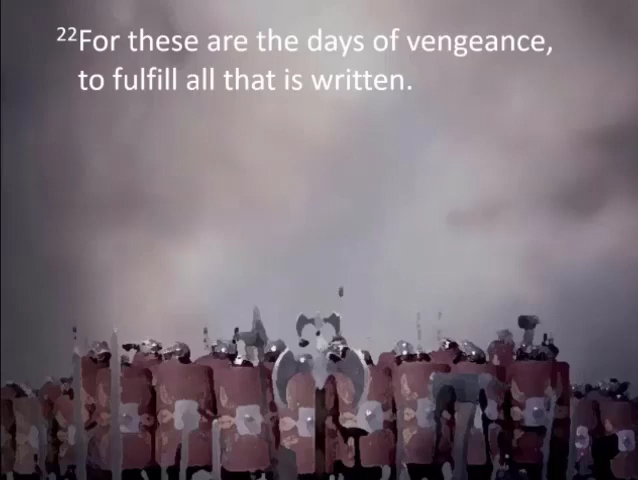 ²²For these are the days of vengeance,
to fulfill all that is written.